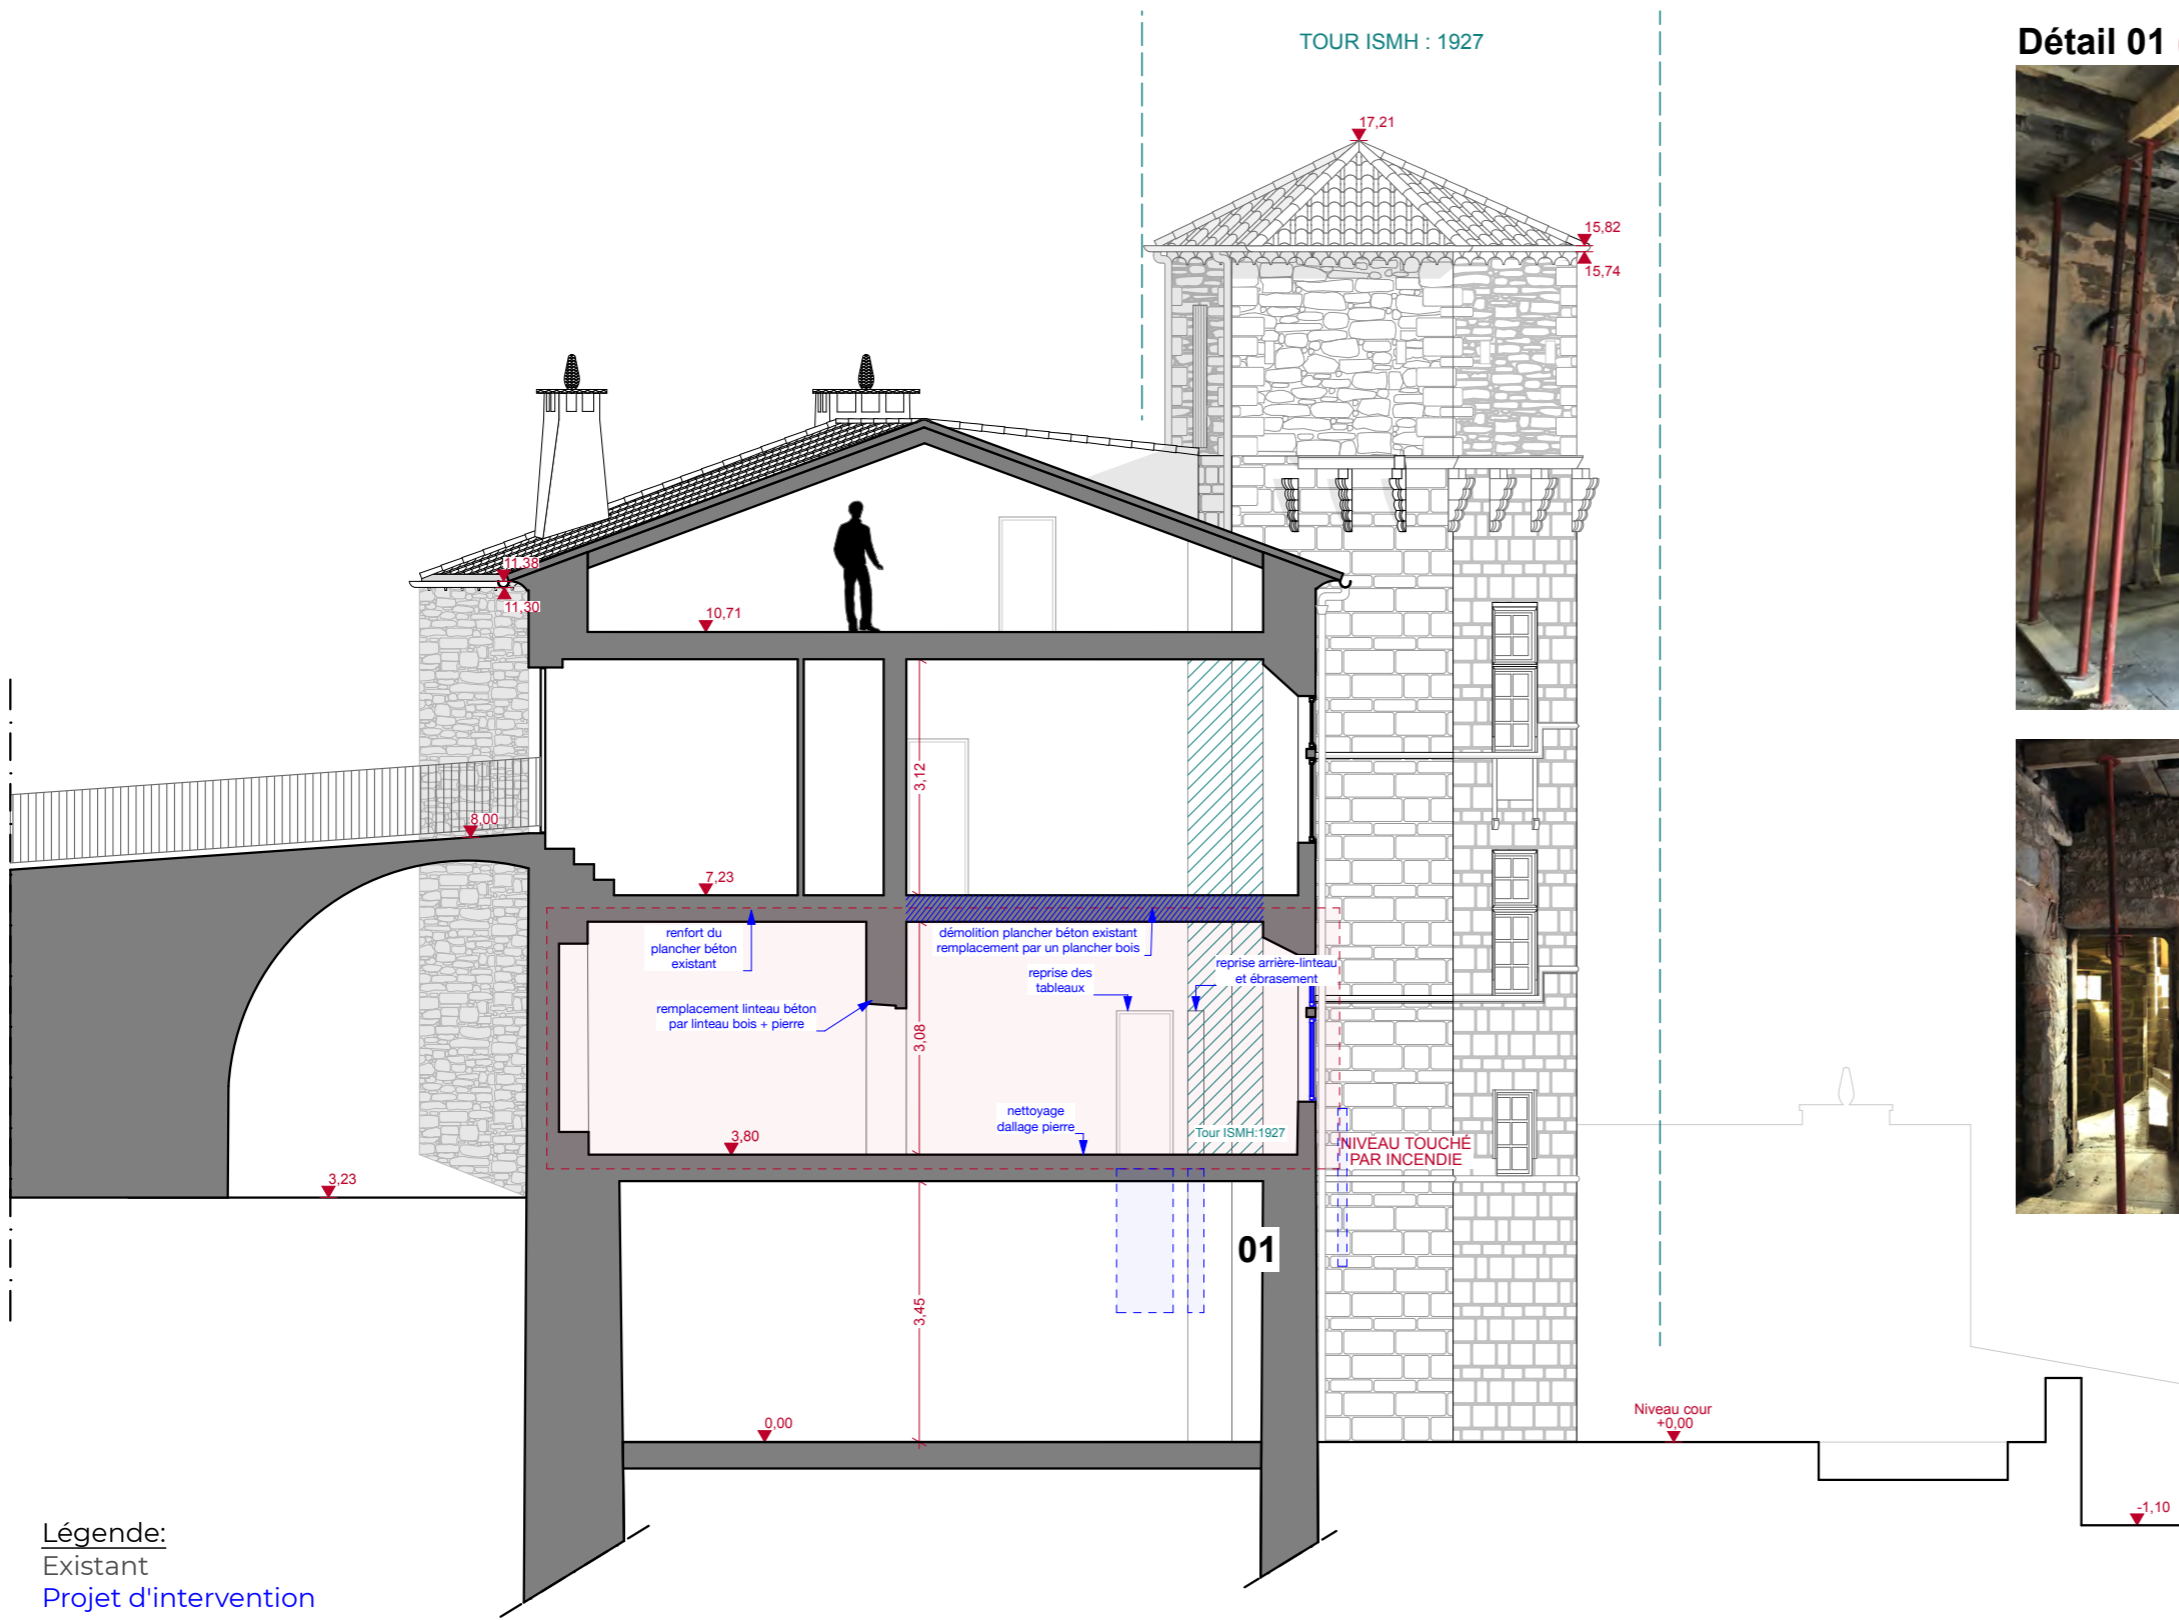 TOUR ISMH : 1927
Détail 01
17,21
15,82
15,74
11,38
11,30
10,71
3,12
8,00
7,23
renfort du
plancher béton
existant
démolition plancher béton existant
remplacement par un plancher bois
reprise des
tableaux
reprise arrière-linteau
et ébrasement
remplacement linteau béton
par linteau bois + pierre
3,08
nettoyage
dallage pierre
Tour ISMH:1927
3,80
NIVEAU TOUCHÉ
PAR INCENDIE
3,23
01
3,45
0,00
Niveau cour
+0,00
-1,10
Légende:
Existant
Projet d'intervention